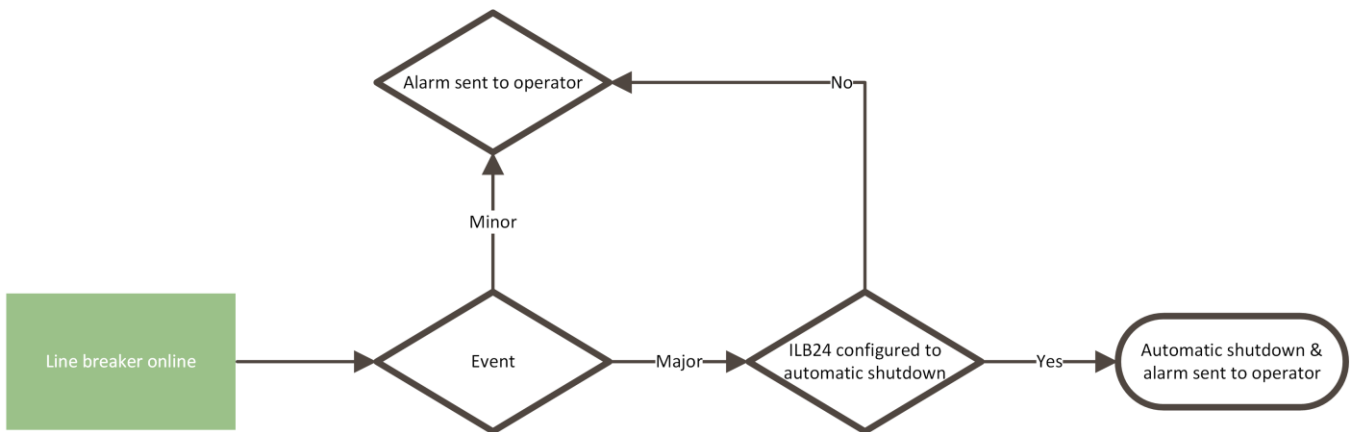 Alarm sent to operator
No
Minor
Line breaker online
Event
Major
ILB24 configured to
automatic shutdown
Yes
Automatic shutdown &
alarm sent to operator